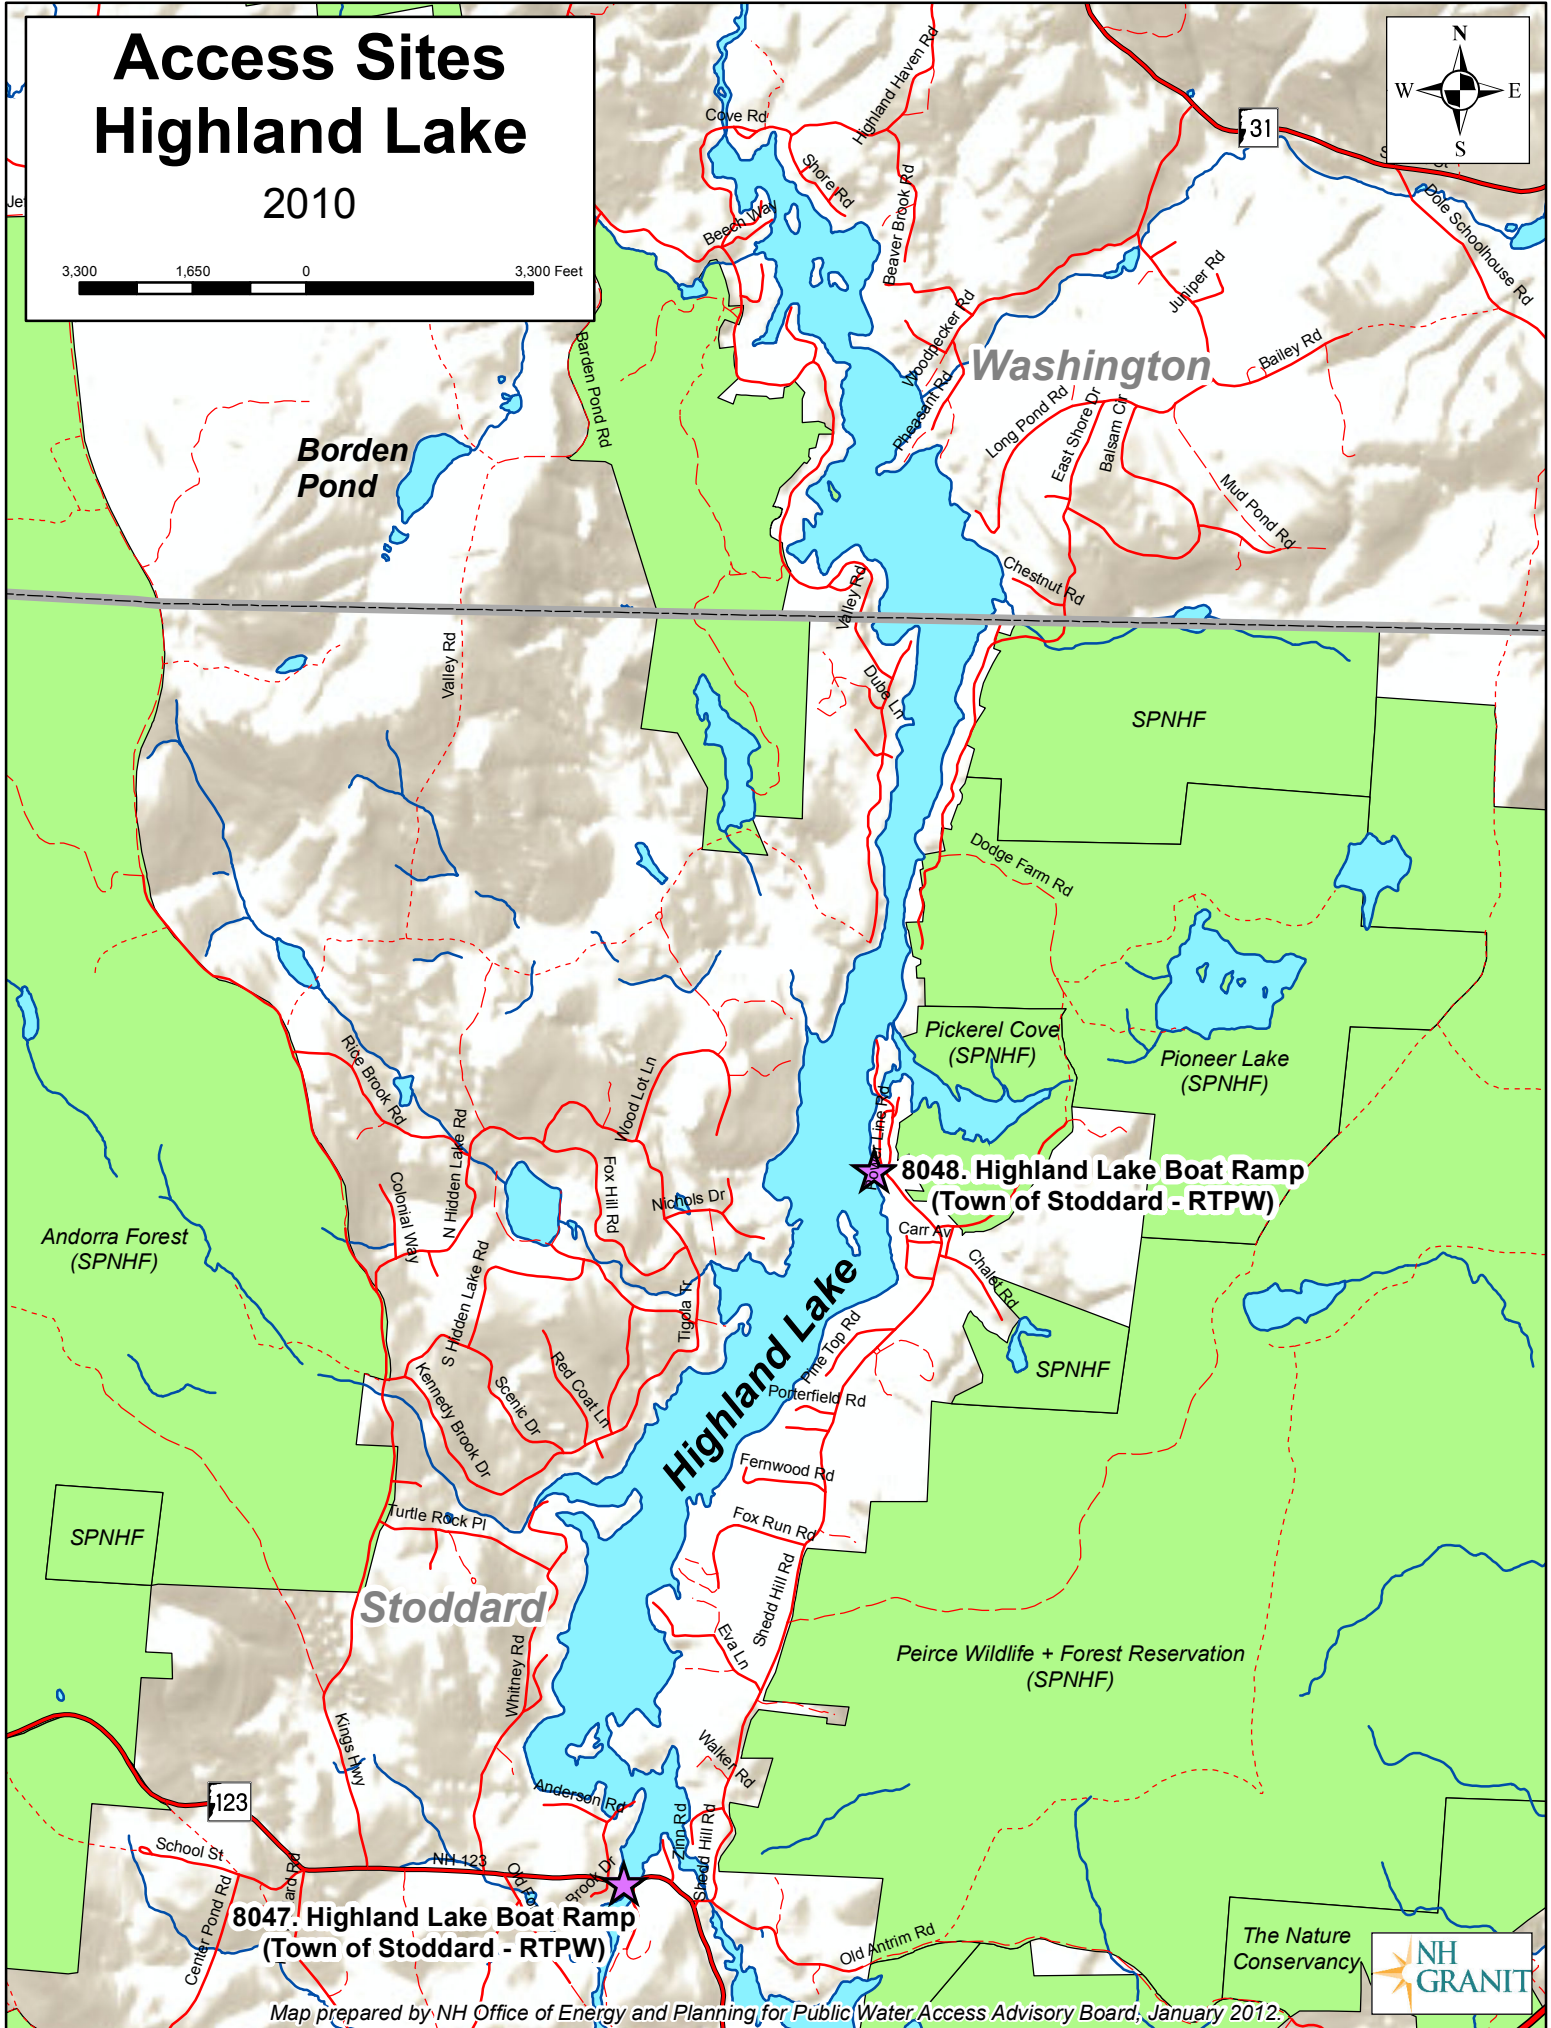 Access Sites
Highland Lake
2010
3,300
1,650
0
3,300 Feet
N
W
E
S
31
Cove Rd
Highland Haven Rd
Shore Rd
Beech Way
Beaver Brook Rd
Dole Schoolhouse Rd
Juniper Rd
Woodpecker Rd
Washington
Bailey Rd
Pheasant Rd
Long Pond Rd
East Shore Dr
Balsam Cir
Mud Pond Rd
Barden Pond Rd
Borden
Pond
Chestnut Rd
Valley Rd
Valley Rd
Dube Ln
SPNHF
Dodge Farm Rd
Pickerel Cove
(SPNHF)
Pioneer Lake
(SPNHF)
Rice Brook Rd
Wood Lot Ln
N Hidden Lake Rd
Fox Hill Rd
Colonial Way
Nichols Dr
8048. Highland Lake Boat Ramp
(Town of Stoddard - RTPW)
Carr Av
Chalet Rd
Andorra Forest
(SPNHF)
S Hidden Lake Rd
Tigola Tr
Highland Lake
Pine Top Rd
SPNHF
Porterfield Rd
Red Coat Ln
Scenic Dr
Kennedy Brook Dr
Fernwood Rd
Turtle Rock Pl
Fox Run Rd
SPNHF
Stoddard
Shedd Hill Rd
Eva Ln
Whitney Rd
Peirce Wildlife + Forest Reservation
(SPNHF)
Kings Hwy
Walker Rd
Anderson Rd
123
Zinn Rd
Shedd Hill Rd
School St
NH 123
Brook Dr
Center Pond Rd
ard Rd
8047. Highland Lake Boat Ramp
(Town of Stoddard - RTPW)
Old Antrim Rd
The Nature
Conservancy
NH
GRANIT
Map prepared by NH Office of Energy and Planning for Public Water Access Advisory Board, January 2012.